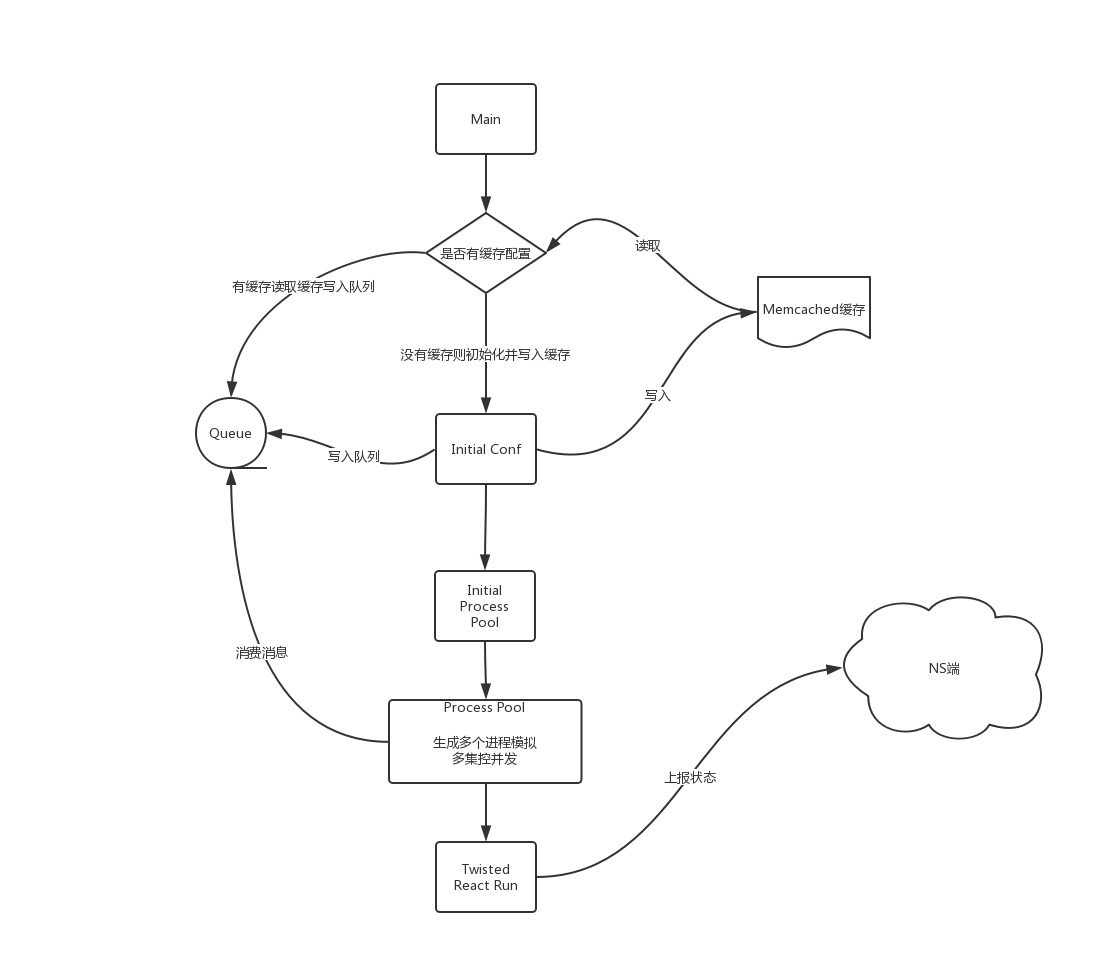 Main
是否有缓存配置
读取
有缓存读取缓存写入队列
Memcached缓存
没有缓存则初始化并写入缓存
写入
Queue
写入队列
Initial Conf
Initial
Process
Pool
消费消息
NS端
Process Pool
生成多个进程模拟
多集控并发
上报状态
Twisted
React Run